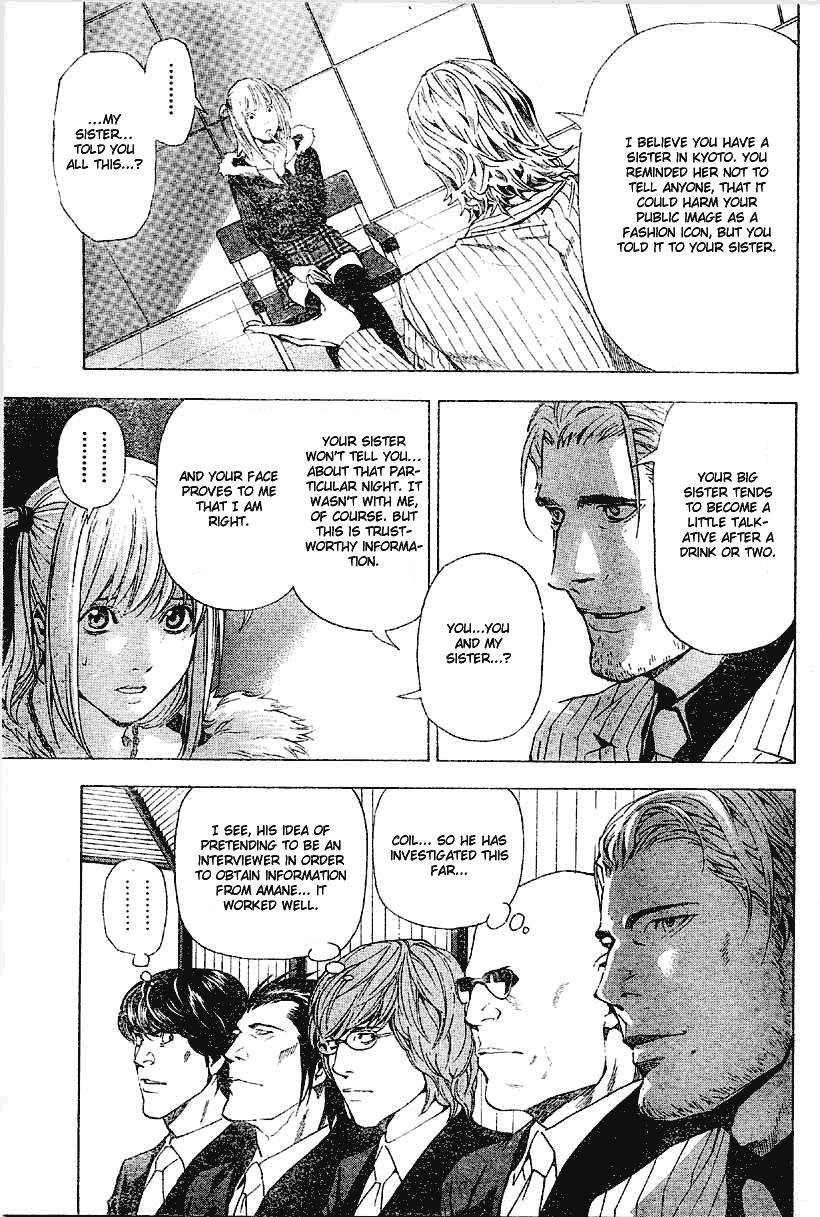 I BELIEVE YOU HAVE A
SISTER IN KYOTO. YOU
REMINDED HER NOT TO
TELL ANYONE, THAT IT
COULD HARM YOUR
PUBLIC IMAGE AS A
FASHION ICON, BUT YOU
TOLD IT TO YOUR SISTER.
........
...MY
SISTER...
TOLD YOU
ALL THIS...?
YOUR BIG
SISTER TENDS
TO BECOME A
LITTLE TALK-
ATIVE AFTER A
DRINK OR TWO.
YOU...YOU
AND MY
SISTER...?
YOUR SISTER
WON'T TELL YOU...
ABOUT THAT PAR-
TICULAR NIGHT. IT
WASN'T WITH ME,
OF COURSE. BUT
THIS IS TRUST-
WORTHY INFORMA-
TION.
AND YOUR FACE
PROVES TO ME
THAT I AM
RIGHT.
........
COIL... SO HE HAS
INVESTIGATED THIS
FAR...
I SEE, HIS IDEA OF
PRETENDING TO BE AN
INTERVIEWER IN ORDER
TO OBTAIN INFORMATION
FROM AMANE... IT
WORKED WELL.
........